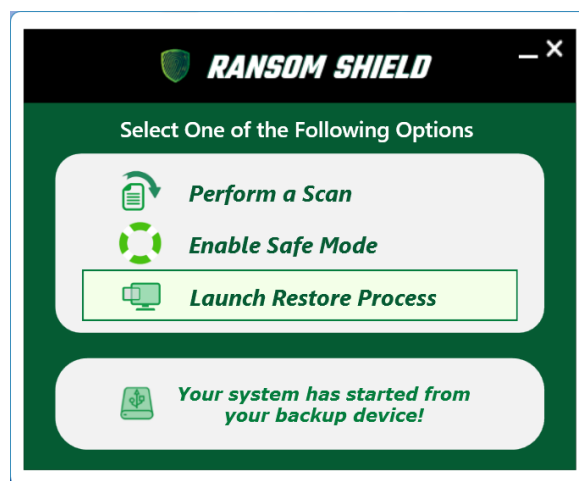 RANSOM SHIELD
Select One of the Following Options
Perform a Scan
Enable Safe Mode
Launch Restore Process
Your system has started from
your backup device!